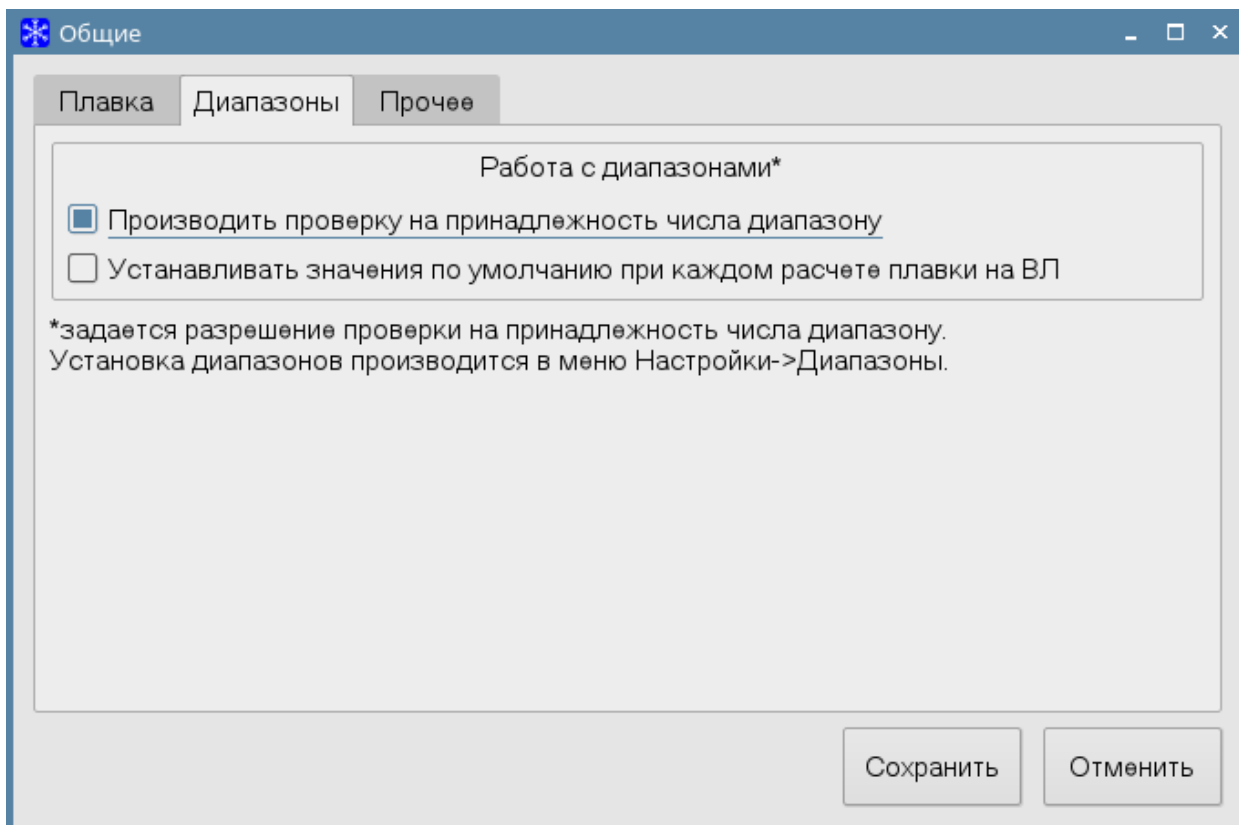 Общие
Плавка Диапазоны Прочее
Работа с диапазонами*
Производить проверку на принадлежность числа диапазону
Устанавливать значения по умолчанию при каждом расчете плавки на ВЛ
*задается разрешение проверки на принадлежность числа диапазону.
Установка диапазонов производится в меню Настройки->Диапазоны.
Сохранить Отменить